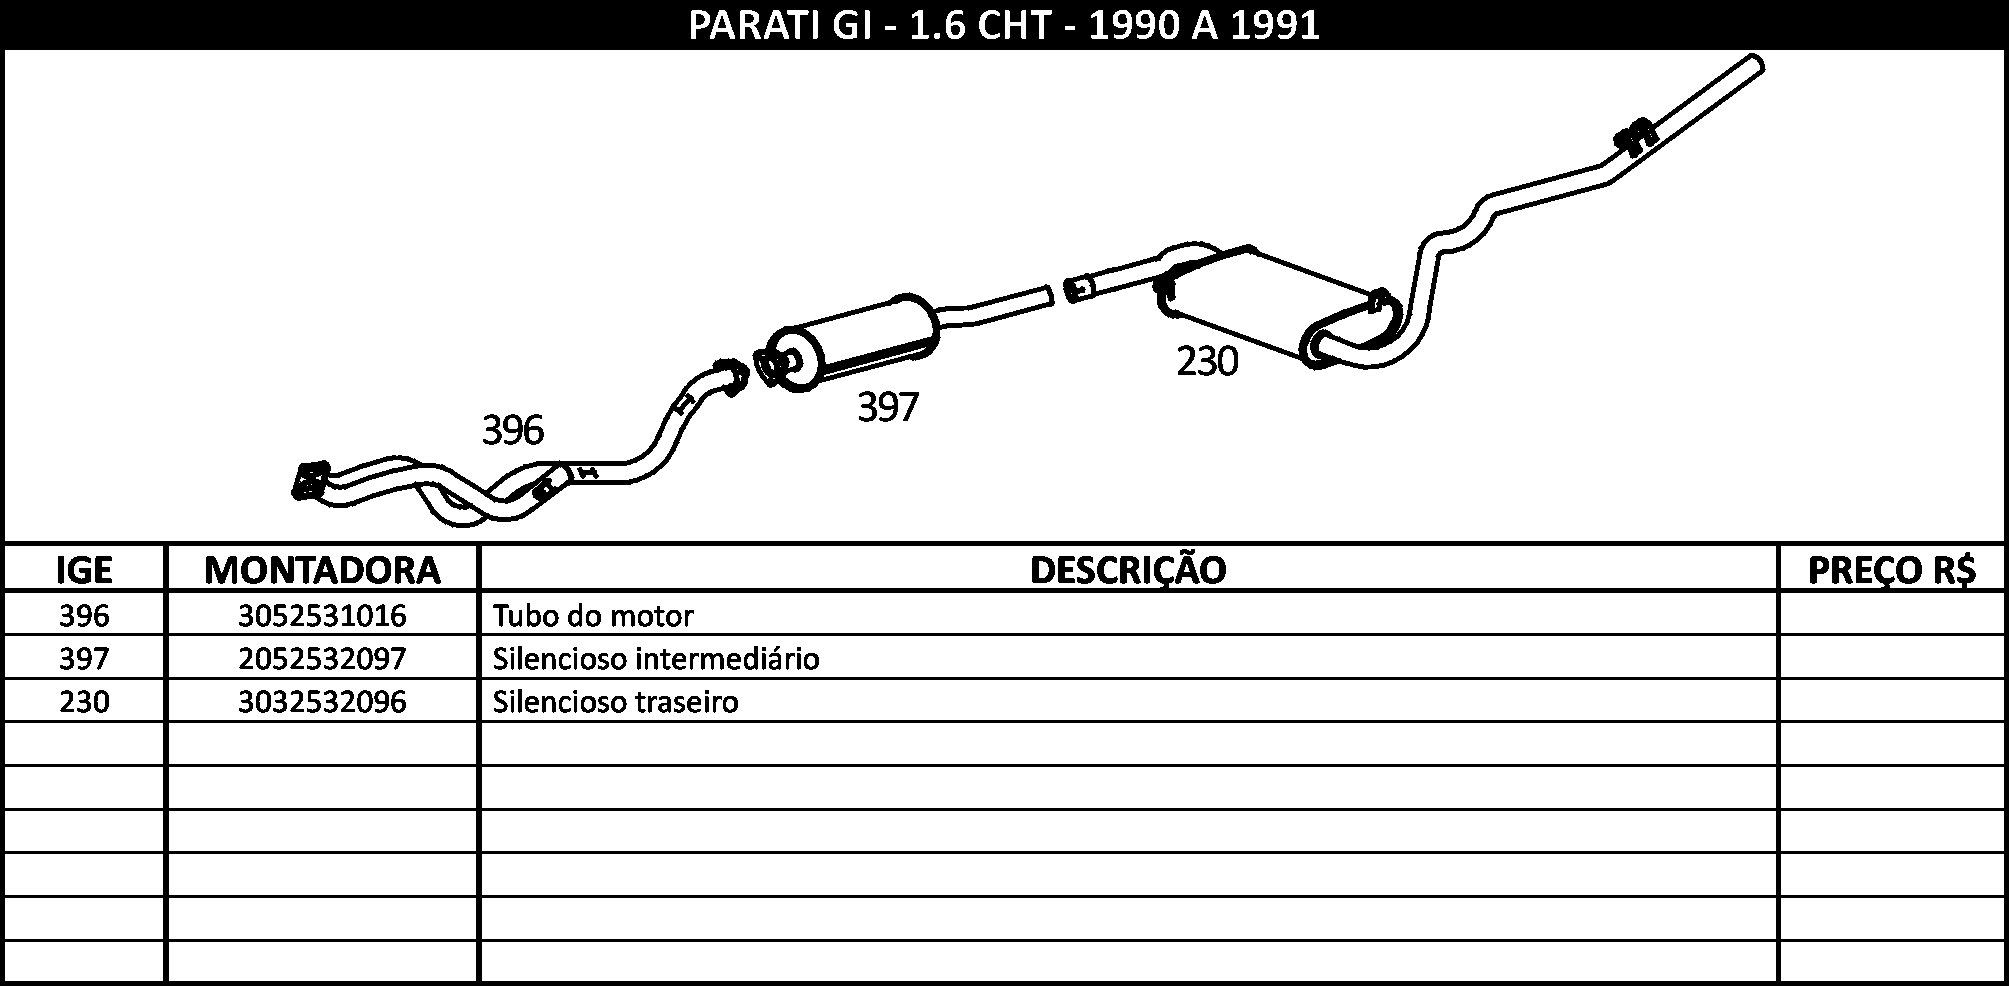 PARATI GI - 1.6 CHT - 1990 A 1991
230
397
396
IGE MONTADORA DESCRIÇÃO PREÇO R$
396 3052531016 Tubo do motor
397 2052532097 Silencioso intermediário
230 3032532096 Silencioso traseiro